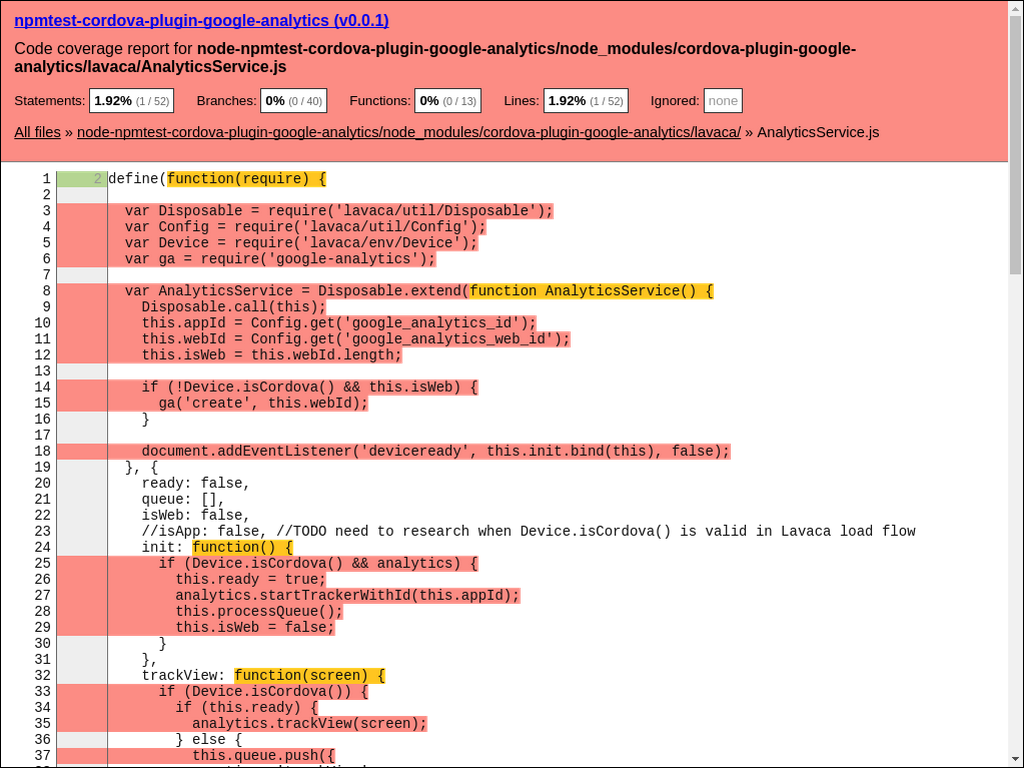 npmtest-cordova-plugin-google-analytics (v0.0.1)
Code coverage report for node-npmtest-cordova-plugin-google-analytics/node_modules/cordova-plugin-google-
analytics/lavaca/AnalyticsService.js
Statements: 1.92% (1 / 52) Branches: 0% (0 / 40) Functions: 0% (0 / 13) Lines: 1.92% (1 / 52) Ignored: none
All files » node-npmtest-cordova-plugin-google-analytics/node_modules/cordova-plugin-google-analytics/lavaca/ » AnalyticsService.js
1 2 define(function(require) {
2
3   var Disposable = require('lavaca/util/Disposable');
4   var Config = require('lavaca/util/Config');
5   var Device = require('lavaca/env/Device');
6   var ga = require('google-analytics');
7
8   var AnalyticsService = Disposable.extend(function AnalyticsService() {
9     Disposable.call(this);
10     this.appId = Config.get('google_analytics_id');
11     this.webId = Config.get('google_analytics_web_id');
12     this.isWeb = this.webId.length;
13
14     if (!Device.isCordova() && this.isWeb) {
15       ga('create', this.webId);
16     }
17
18     document.addEventListener('deviceready', this.init.bind(this), false);
19   }, {
20     ready: false,
21     queue: [],
22     isWeb: false,
23     //isApp: false, //TODO need to research when Device.isCordova() is valid in Lavaca load flow
24     init: function() {
25       if (Device.isCordova() && analytics) {
26         this.ready = true;
27         analytics.startTrackerWithId(this.appId);
28         this.processQueue();
29         this.isWeb = false;
30       }
31     },
32     trackView: function(screen) {
33       if (Device.isCordova()) {
34         if (this.ready) {
35           analytics.trackView(screen);
36         } else {
37           this.queue.push({